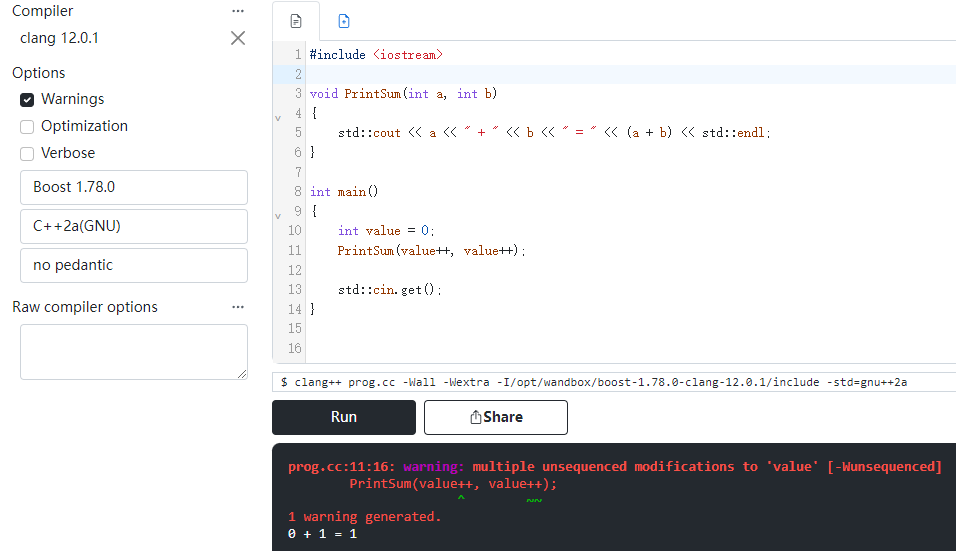 Compiler
...
clang 12.0.1
Options
Warnings
Optimization
Verbose
Boost 1.78.0
C++2a(GNU)
no pedantic
Raw compiler options
...
1 #include <iostream>
2
3 void PrintSum(int a, int b)
4 {
5     std::cout << a << " + " << b << " = " << (a + b) << std::endl;
6 }
7
8 int main()
9 {
10     int value = 0;
11     PrintSum(value++, value++);
12
13     std::cin.get();
14 }
15
16
$ clang++ prog.cc -Wall -Wextra -I/opt/wandbox/boost-1.78.0-clang-12.0.1/include -std=gnu++2a
Run
Share
prog.cc:11:16: warning: multiple unsequenced modifications to 'value' [-Wunsequenced]
        PrintSum(value++, value++);
                      ^        ~~
1 warning generated.
0 + 1 = 1